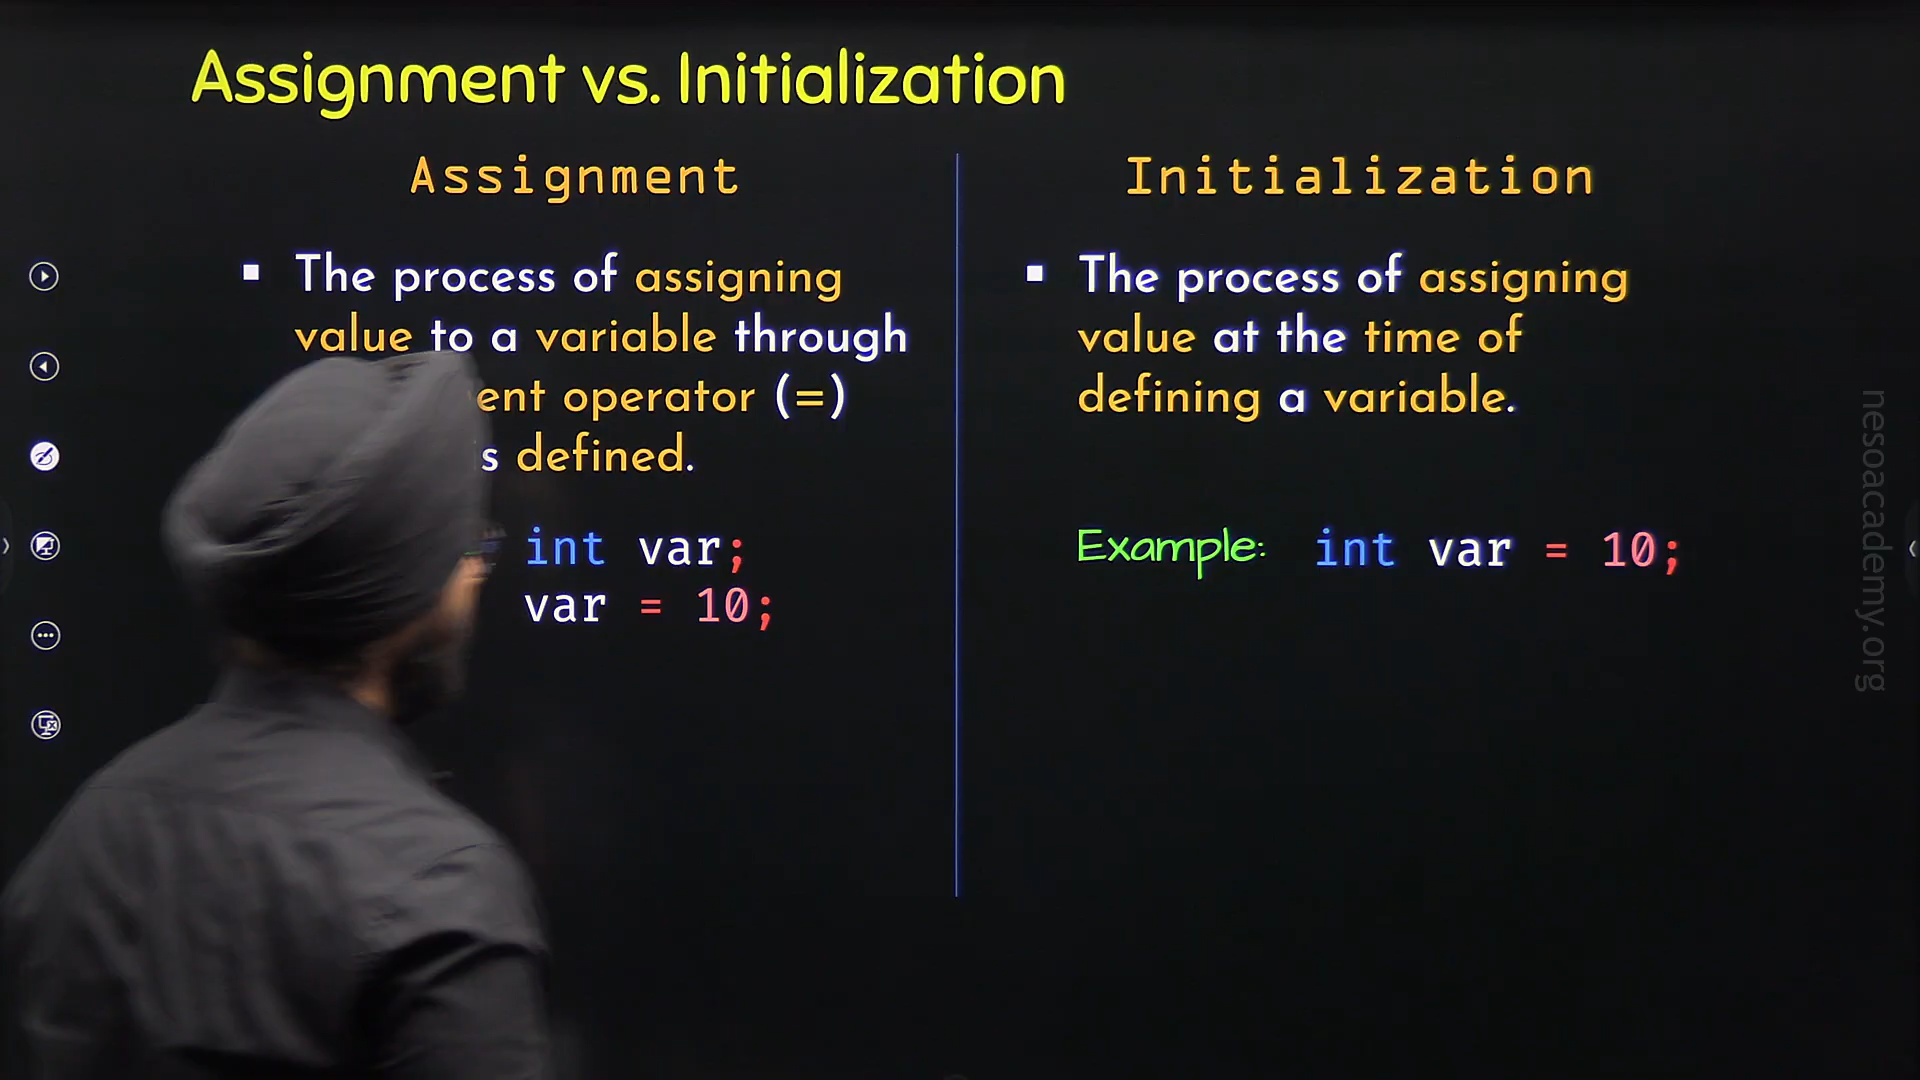 Assignment vs. Initialization
Assignment
▪ The process of assigning
value to a variable through
operator (=)
defined.
int var;
var = 10;
Initialization
▪ The process of assigning
value at the time of
defining a variable.
Example: int var = 10;
nesoacademy.org